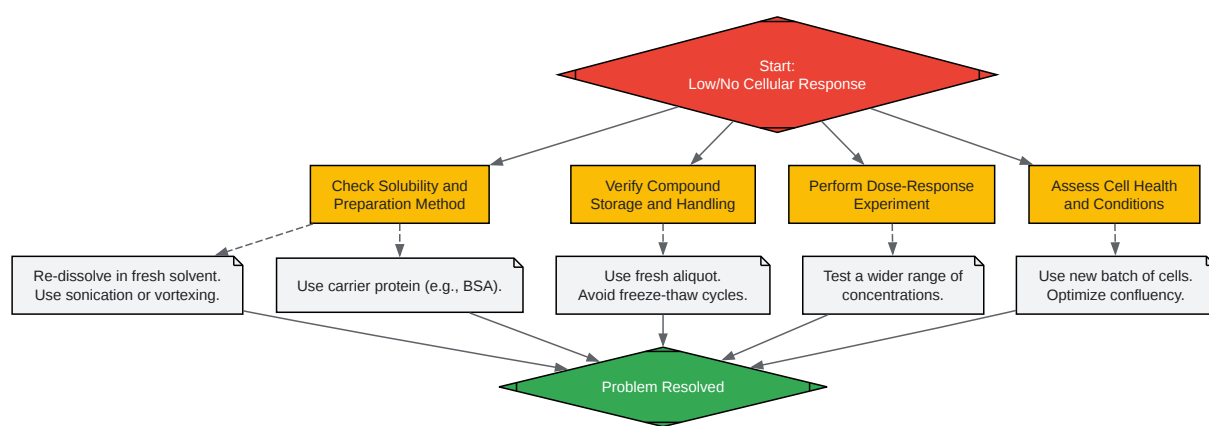 Start:
Low/No Cellular Response
Check Solubility and
Preparation Method
Verify Compound
Storage and Handling
Perform Dose-Response
Experiment
Assess Cell Health
and Conditions
Re-dissolve in fresh solvent.
Use sonication or vortexing.
Use carrier protein (e.g., BSA).
Use fresh aliquot.
Avoid freeze-thaw cycles.
Test a wider range of
concentrations.
Use new batch of cells.
Optimize confluency.
Problem Resolved